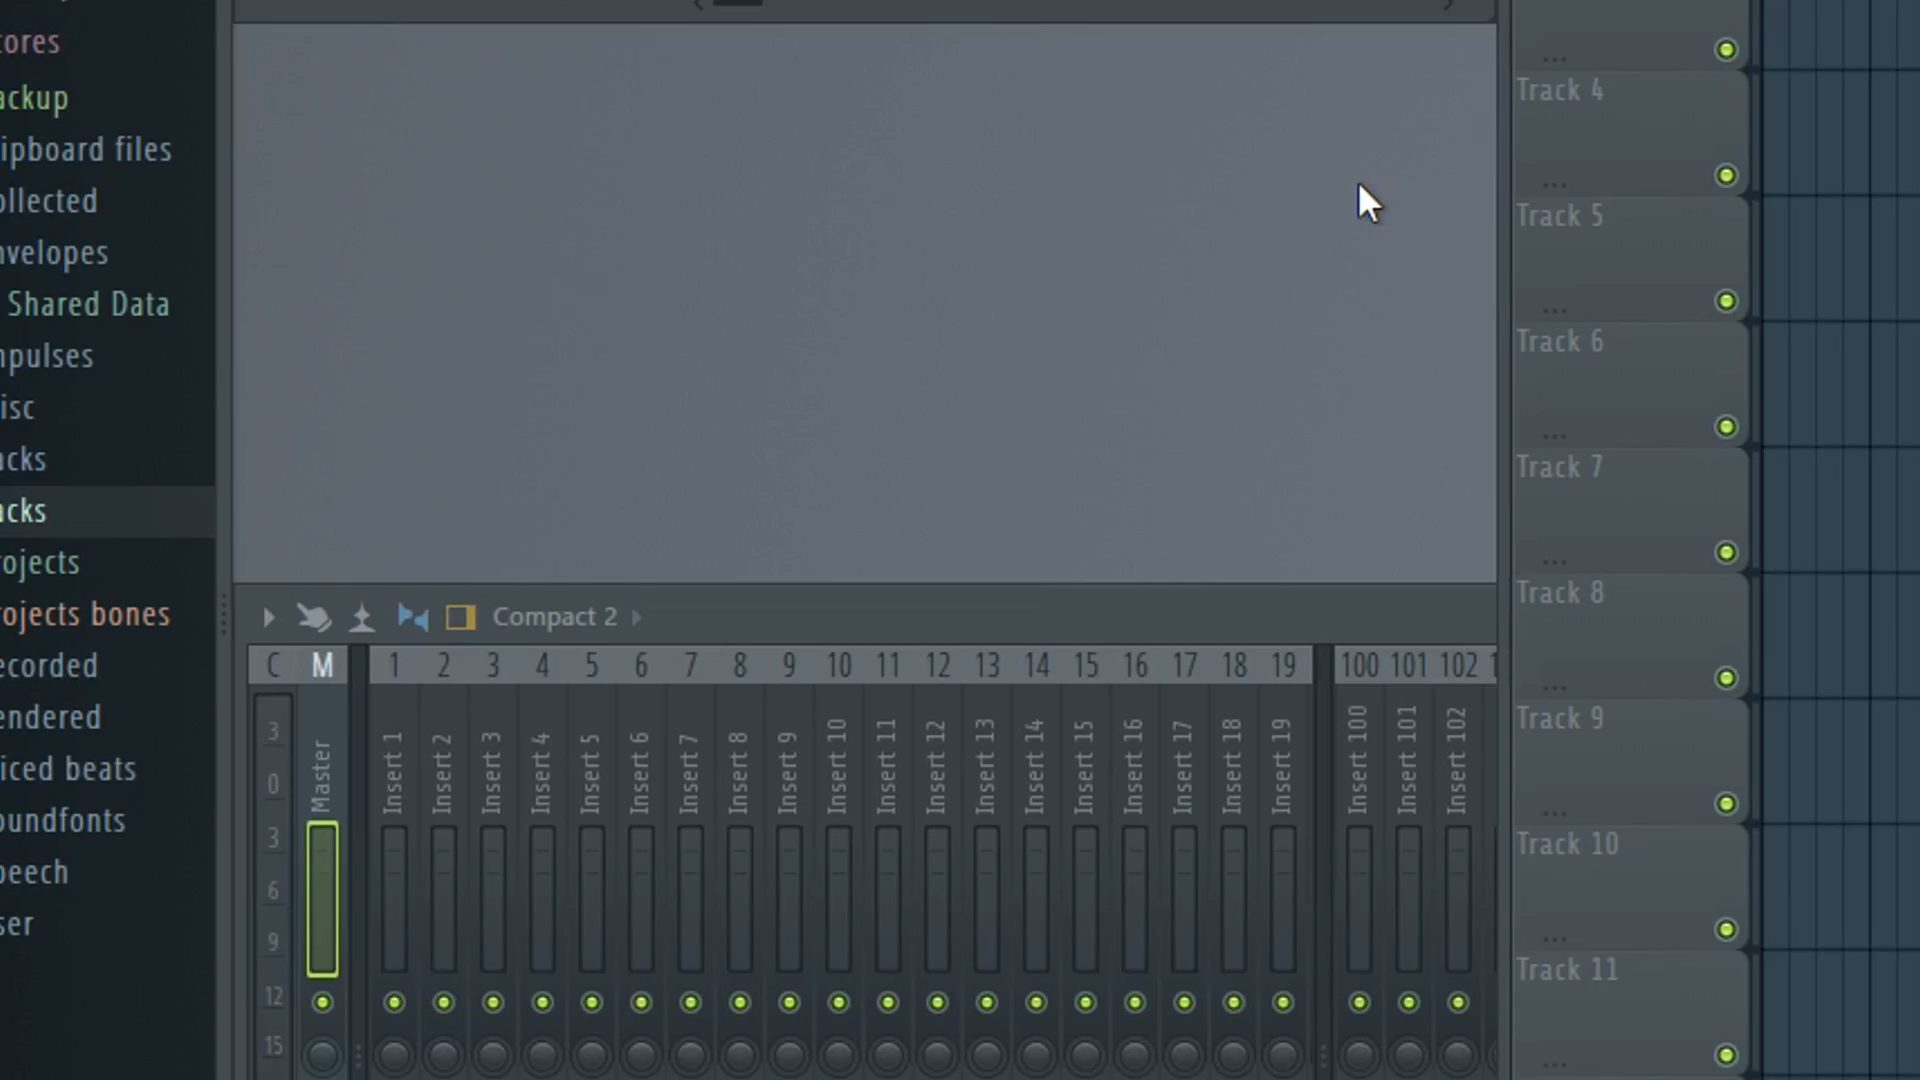 ores
ackup
ipboard files
ollected
nvelopes
Shared Data
mpulses
isc
acks
acks
rojects
rojects bones
ecorded
endered
iced beats
oundfonts
peech
ser
Compact 2
C M 1 2 3 4 5 6 7 8 9 10 11 12 13 14 15 16 17 18 19 100 101 102
3
0
3
6
9
12
15
Master
Insert 1
Insert 2
Insert 3
Insert 4
Insert 5
Insert 6
Insert 7
Insert 8
Insert 9
Insert 10
Insert 11
Insert 12
Insert 13
Insert 14
Insert 15
Insert 16
Insert 17
Insert 18
Insert 19
Insert 100
Insert 101
Insert 102
...
Track 4
...
Track 5
...
Track 6
...
Track 7
...
Track 8
...
Track 9
...
Track 10
...
Track 11
...